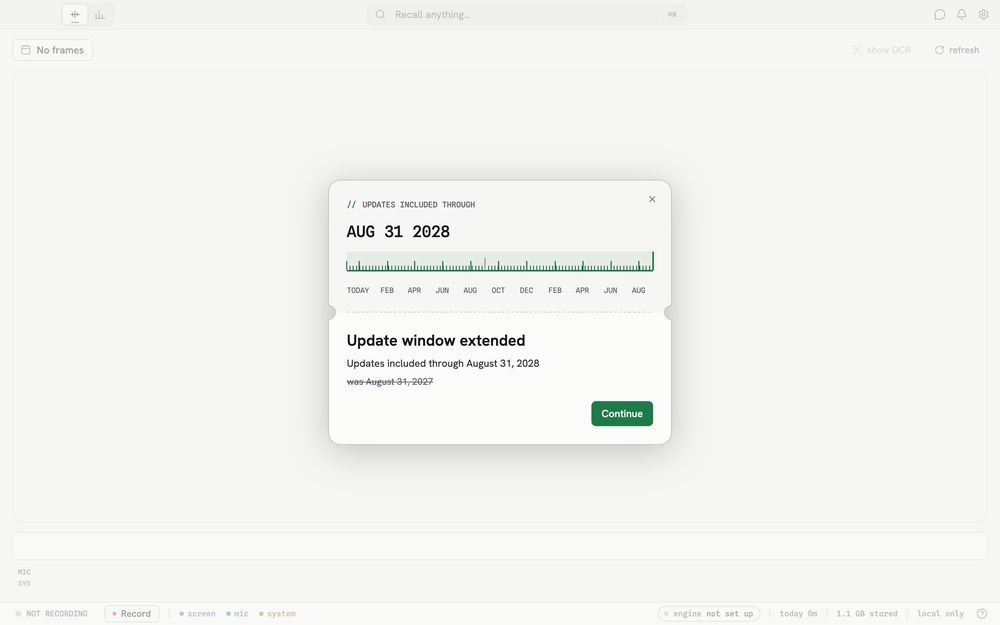 Recall anything...
⌘K
No frames
show OCR
refresh
// UPDATES INCLUDED THROUGH
AUG 31 2028
TODAY FEB APR JUN AUG OCT DEC FEB APR JUN AUG
Update window extended
Updates included through August 31, 2028
was August 31, 2027
Continue
MIC
SYS
NOT RECORDING
Record
screen
mic
system
engine not set up
today 0m
1.1 GB stored
local only